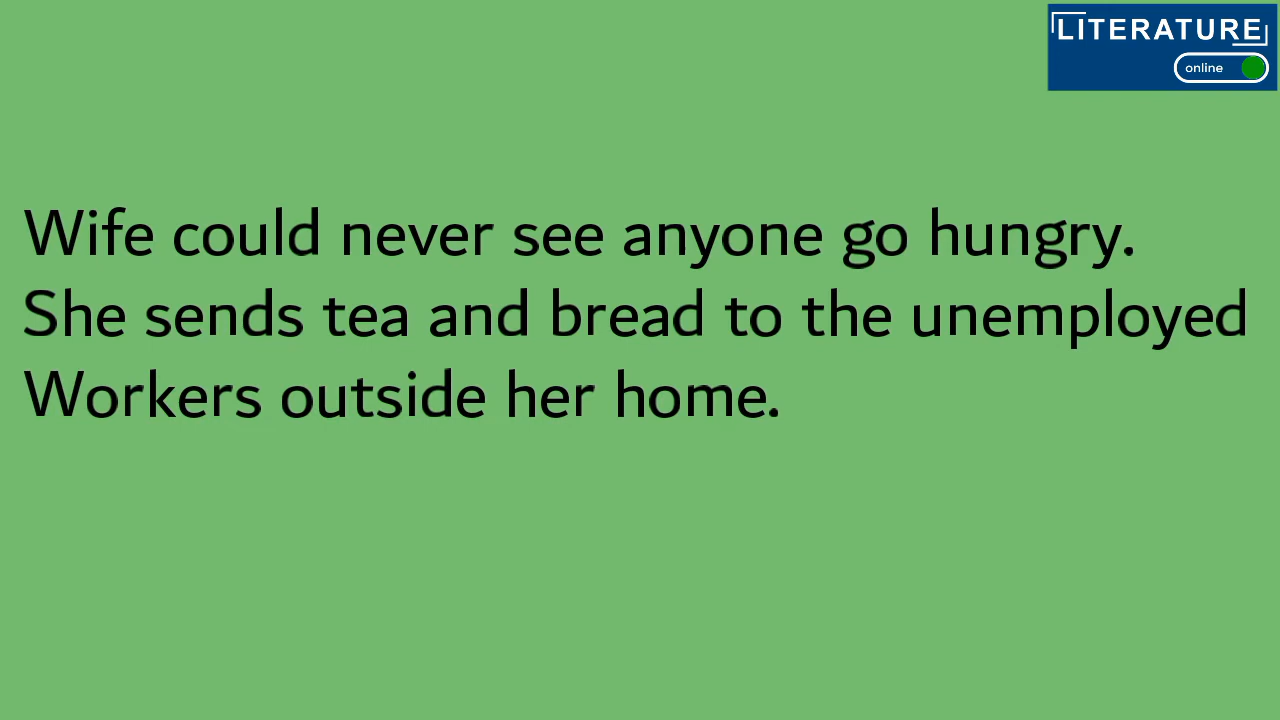 LITERATURE
online
Wife could never see anyone go hungry.
She sends tea and bread to the unemployed
Workers outside her home.